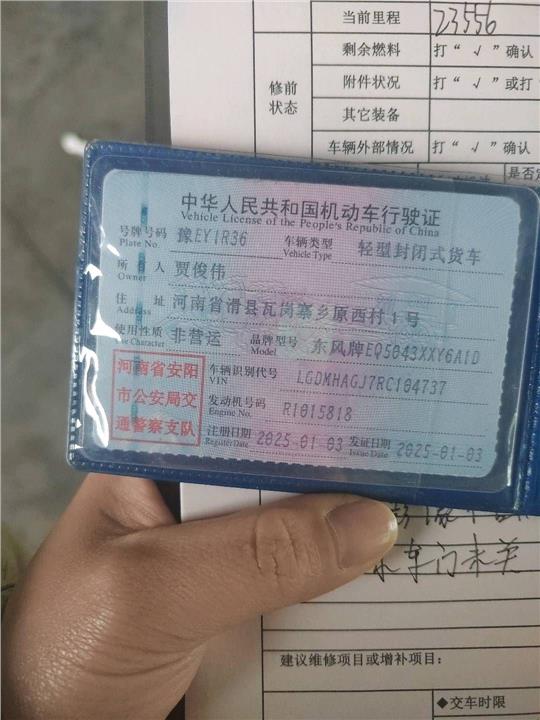 当前里程 23556
剩余燃料 打“ √ ”确认
修前状态
附件状况 打“ √ ”或打
其它装备
车辆外部情况 打“ √ ”确认
是否
中华人民共和国机动车行驶证
Vehicle License of the People's Republic of China
号牌号码 豫EY1R36 车辆类型 轻型封闭式货车
Plate No. Vehicle Type
所有人 贾俊伟
Owner
住址 河南省滑县瓦岗寨乡原西村1号
Address
使用性质 非营运 品牌型号 东风牌EQ5043XXY6A1D
Use Character Model
河南省安阳市公安局交通警察支队
车辆识别代号 LGDMHAGJ7RC104737
VIN
发动机号码 R1015818
Engine No.
注册日期 2025-01-03 发证日期 2025-01-03
Register Date Issue Date
车门未关
建议维修项目或增补项目:
◆交车时限